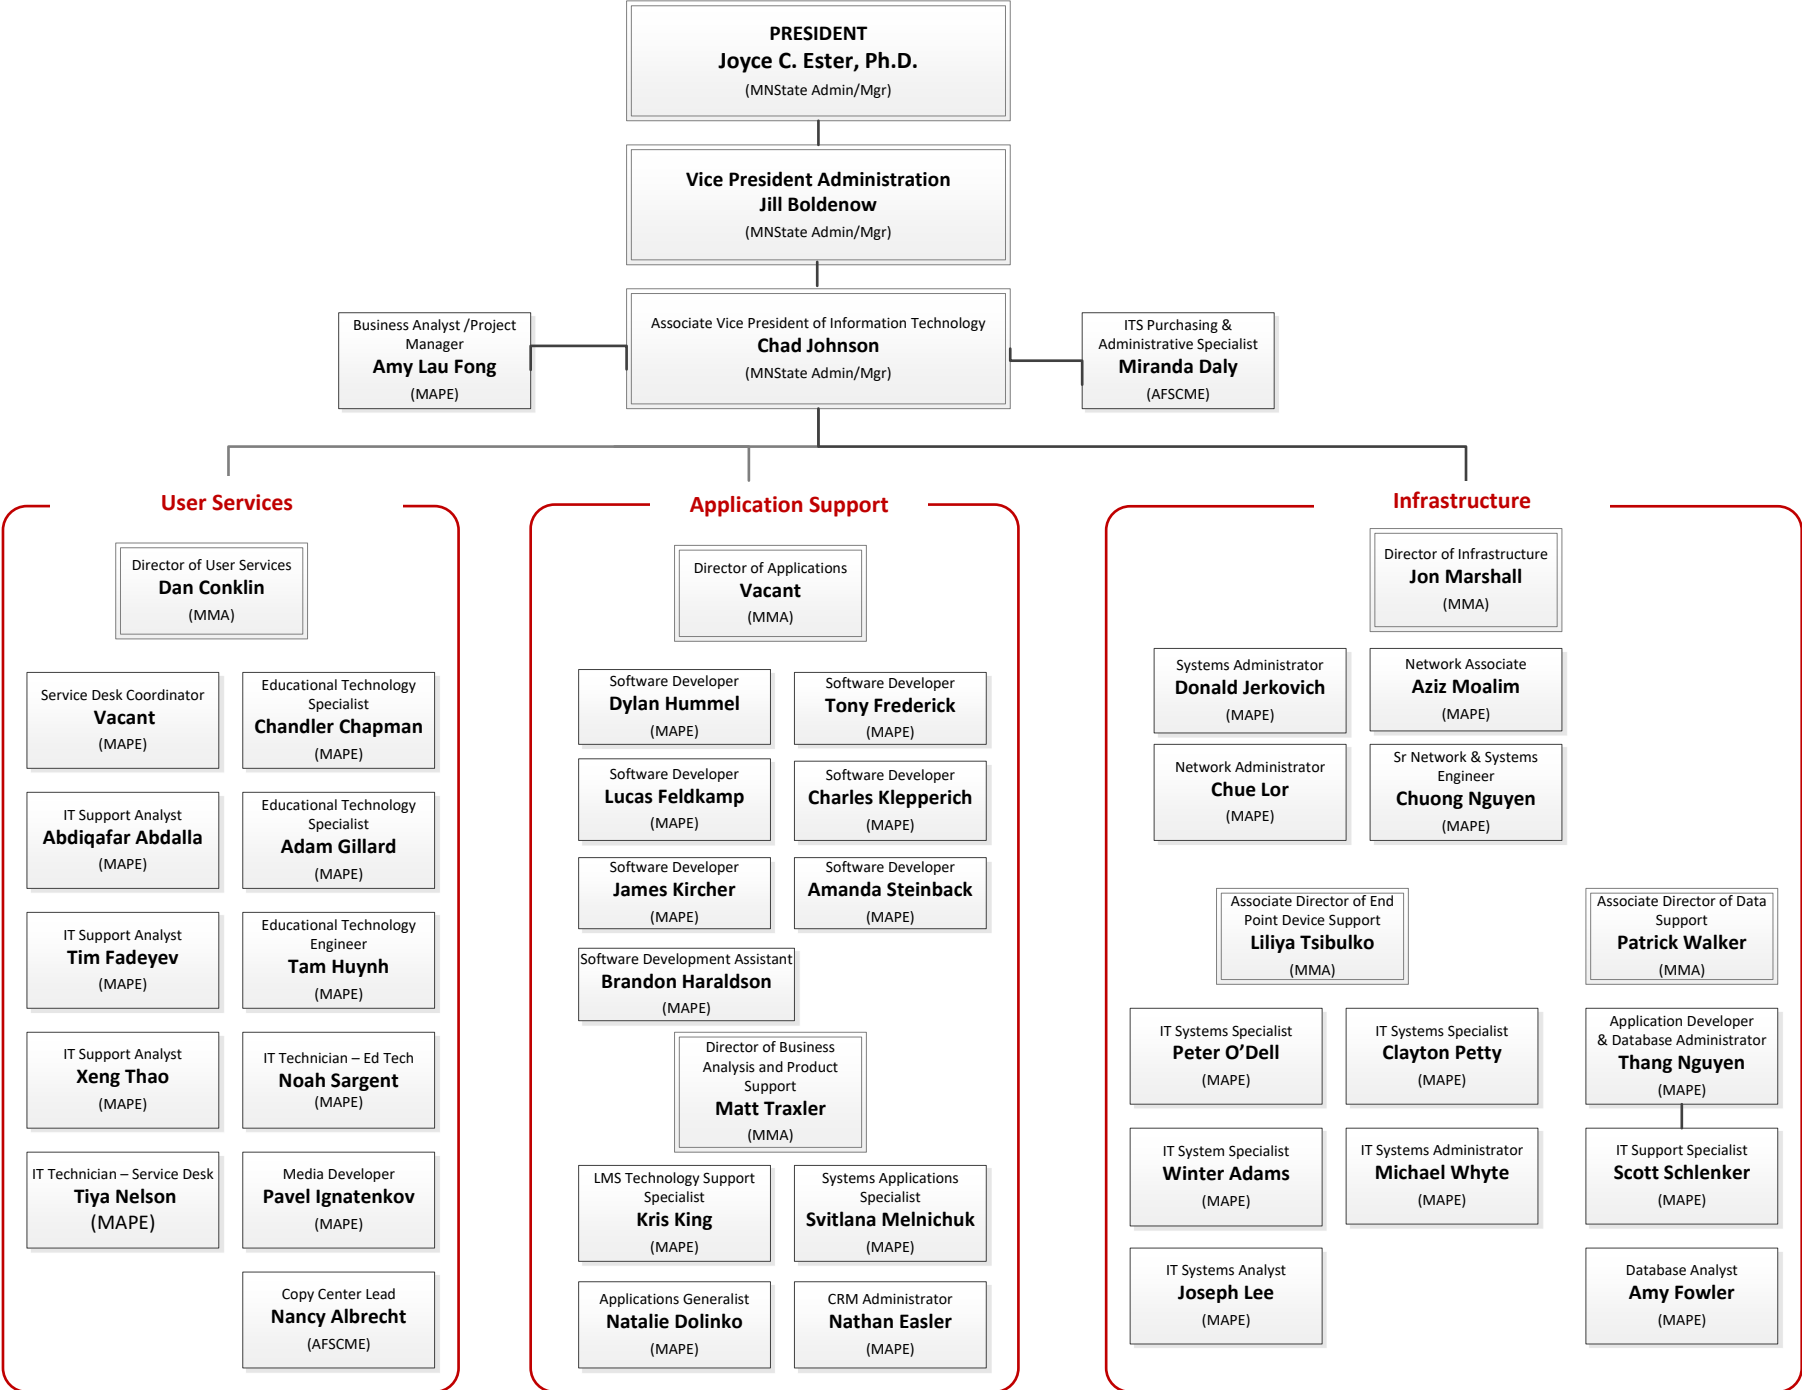 PRESIDENT
Joyce C. Ester, Ph.D.
(MNState Admin/Mgr)
Vice President Administration
Jill Boldenow
(MNState Admin/Mgr)
Business Analyst /Project
Manager
Amy Lau Fong
(MAPE)
Associate Vice President of Information Technology
Chad Johnson
(MNState Admin/Mgr)
ITS Purchasing &
Administrative Specialist
Miranda Daly
(AFSCME)
User Services
Director of User Services
Dan Conklin
(MMA)
Service Desk Coordinator
Vacant
(MAPE)
Educational Technology
Specialist
Chandler Chapman
(MAPE)
IT Support Analyst
Abdiqafar Abdalla
(MAPE)
Educational Technology
Specialist
Adam Gillard
(MAPE)
IT Support Analyst
Tim Fadeyev
(MAPE)
Educational Technology
Engineer
Tam Huynh
(MAPE)
IT Support Analyst
Xeng Thao
(MAPE)
IT Technician – Ed Tech
Noah Sargent
(MAPE)
IT Technician – Service Desk
Tiya Nelson
(MAPE)
Media Developer
Pavel Ignatenkov
(MAPE)
Copy Center Lead
Nancy Albrecht
(AFSCME)
Application Support
Director of Applications
Vacant
(MMA)
Software Developer
Dylan Hummel
(MAPE)
Software Developer
Tony Frederick
(MAPE)
Software Developer
Lucas Feldkamp
(MAPE)
Software Developer
Charles Klepperich
(MAPE)
Software Developer
James Kircher
(MAPE)
Software Developer
Amanda Steinback
(MAPE)
Software Development Assistant
Brandon Haraldson
(MAPE)
Director of Business
Analysis and Product
Support
Matt Traxler
(MMA)
LMS Technology Support
Specialist
Kris King
(MAPE)
Systems Applications
Specialist
Svitlana Melnichuk
(MAPE)
Applications Generalist
Natalie Dolinko
(MAPE)
CRM Administrator
Nathan Easler
(MAPE)
Infrastructure
Director of Infrastructure
Jon Marshall
(MMA)
Systems Administrator
Donald Jerkovich
(MAPE)
Network Associate
Aziz Moalim
(MAPE)
Network Administrator
Chue Lor
(MAPE)
Sr Network & Systems
Engineer
Chuong Nguyen
(MAPE)
Associate Director of End
Point Device Support
Liliya Tsibulko
(MMA)
Associate Director of Data
Support
Patrick Walker
(MMA)
IT Systems Specialist
Peter O’Dell
(MAPE)
IT Systems Specialist
Clayton Petty
(MAPE)
Application Developer
& Database Administrator
Thang Nguyen
(MAPE)
IT System Specialist
Winter Adams
(MAPE)
IT Systems Administrator
Michael Whyte
(MAPE)
IT Support Specialist
Scott Schlenker
(MAPE)
IT Systems Analyst
Joseph Lee
(MAPE)
Database Analyst
Amy Fowler
(MAPE)